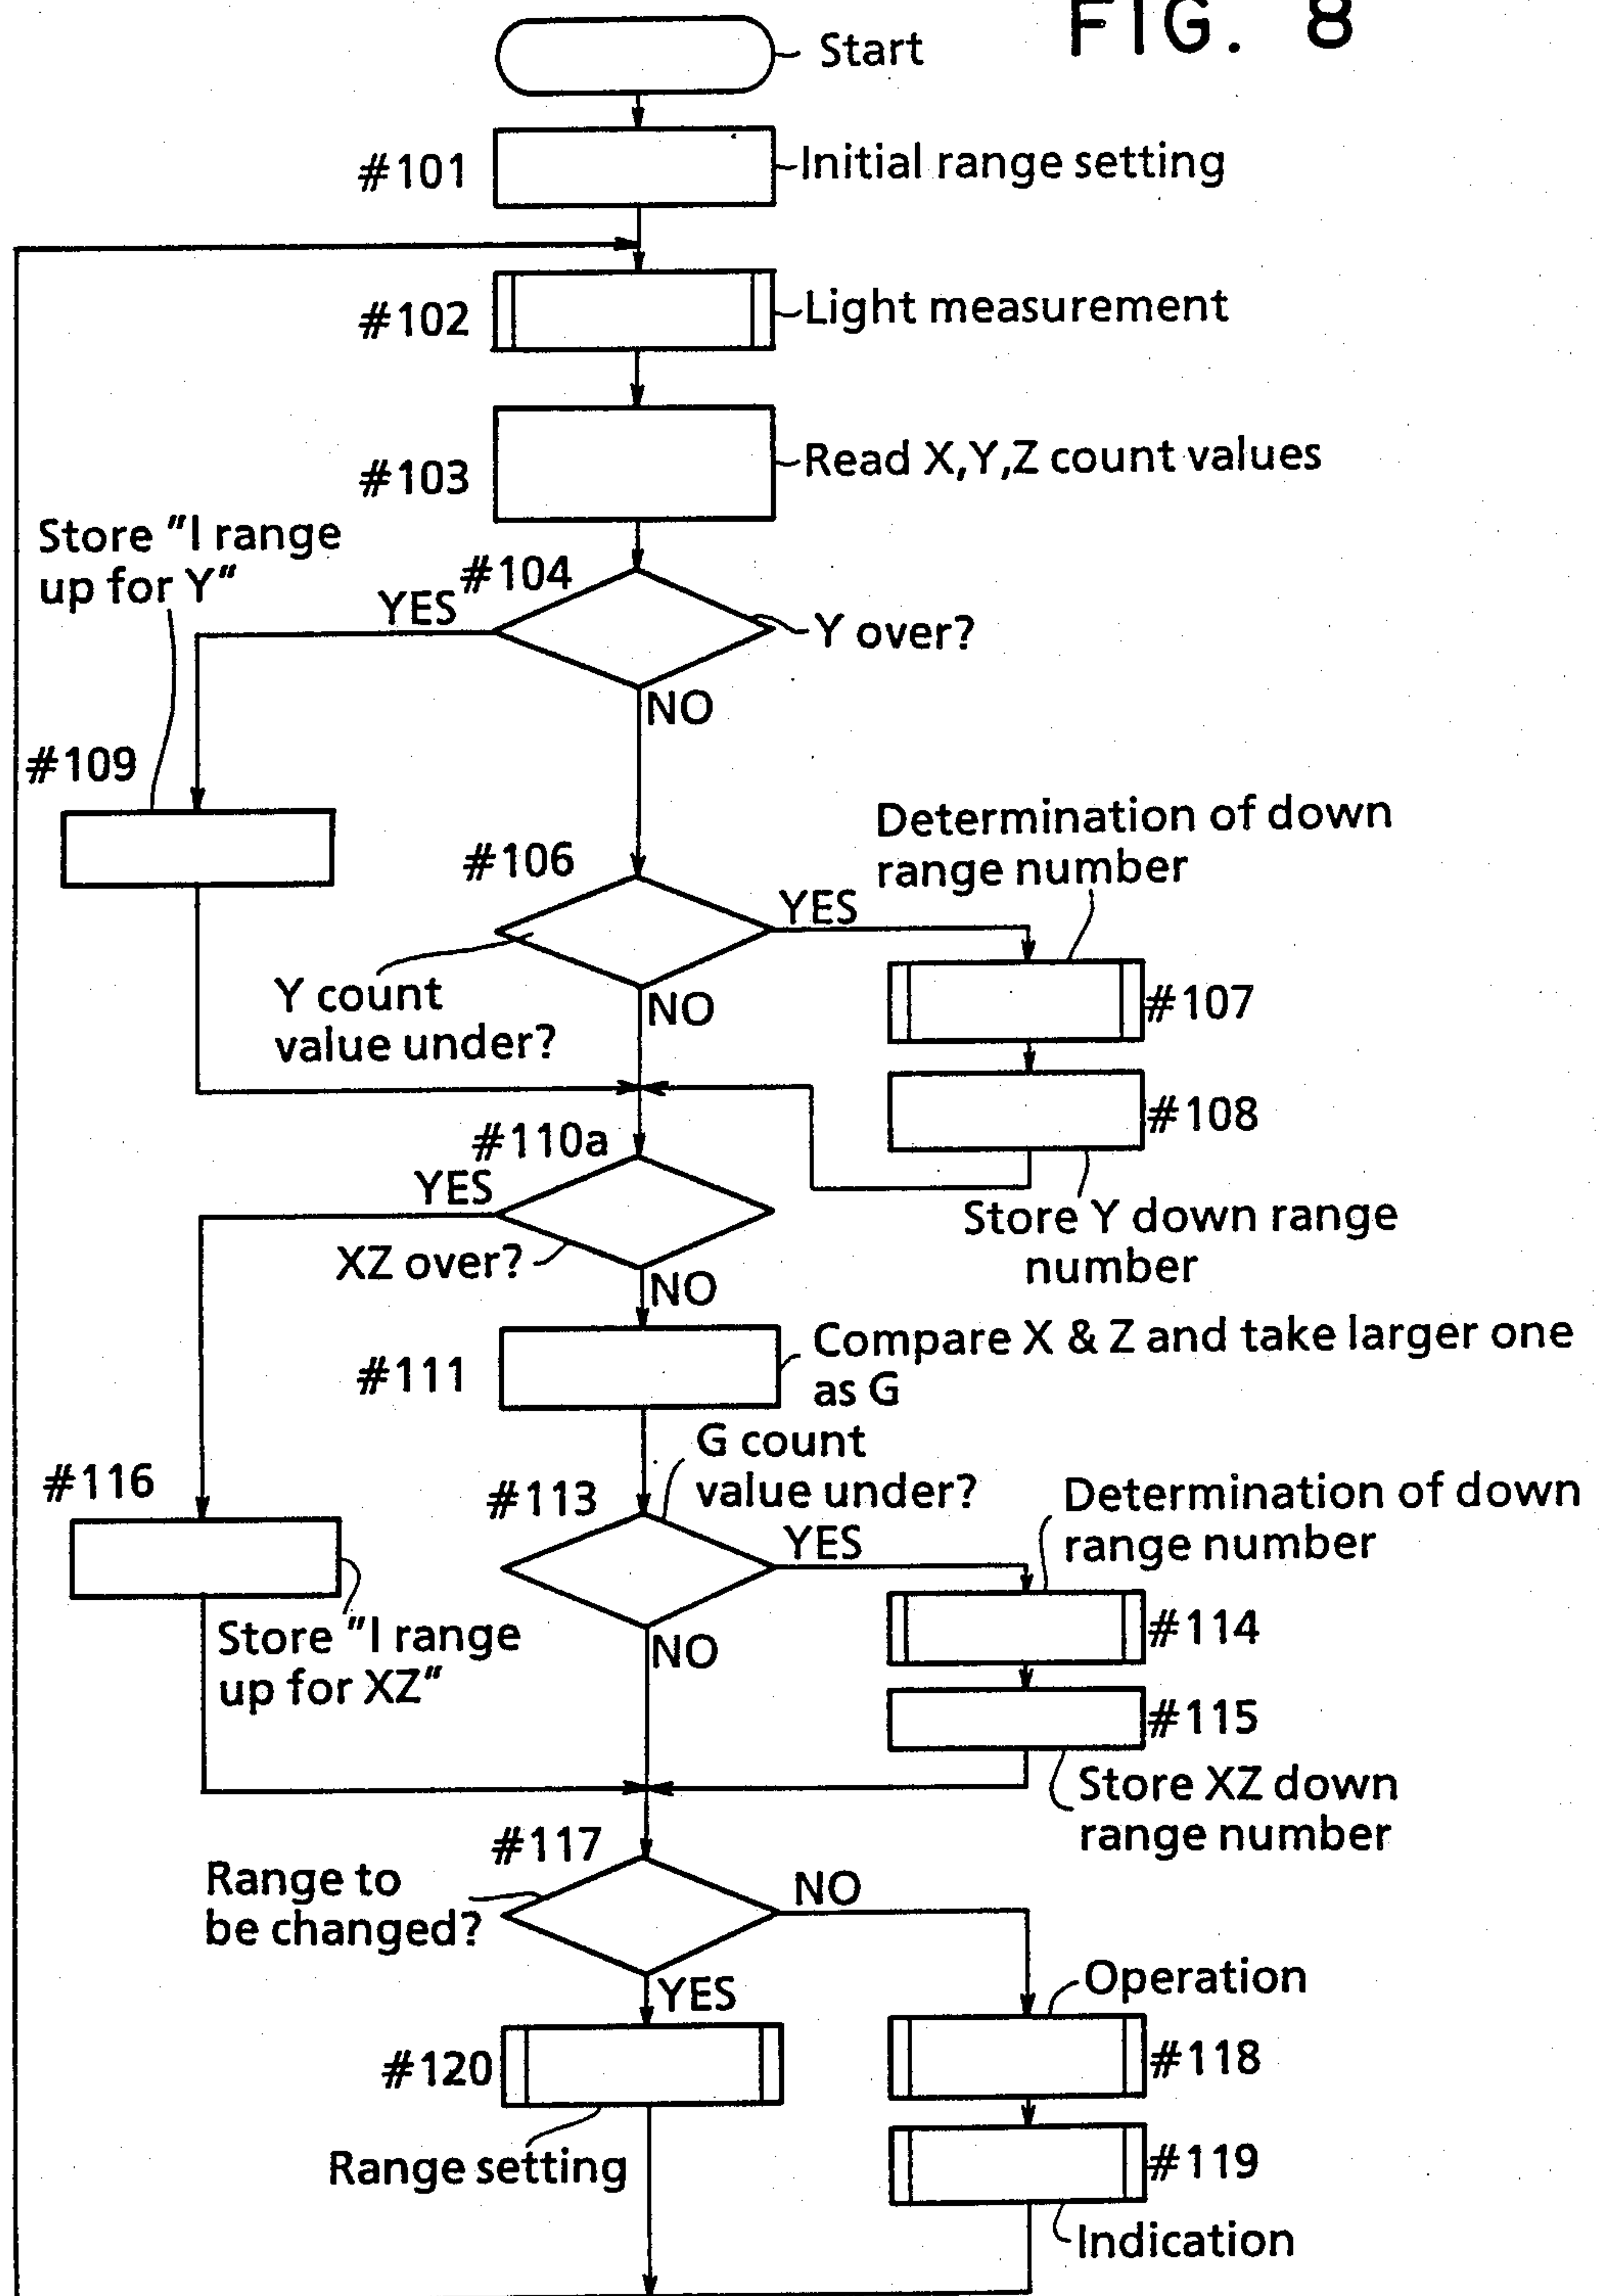 FIG. 8
Start
#101
Initial range setting
#102
Light measurement
#103
Read X,Y,Z count values
Store "I range
up for Y"
#104
YES
Y over?
NO
#109
Determination of down
range number
#106
YES
Y count
value under?
NO
#107
#108
Store Y down range
number
#110a
YES
XZ over?
NO
#111
Compare X & Z and take larger one
as G
G count
value under?
#113
YES
Determination of down
range number
#116
Store "I range
up for XZ"
NO
#114
#115
Store XZ down
range number
#117
Range to
be changed?
NO
YES
Operation
#120
#118
Range setting
#119
Indication